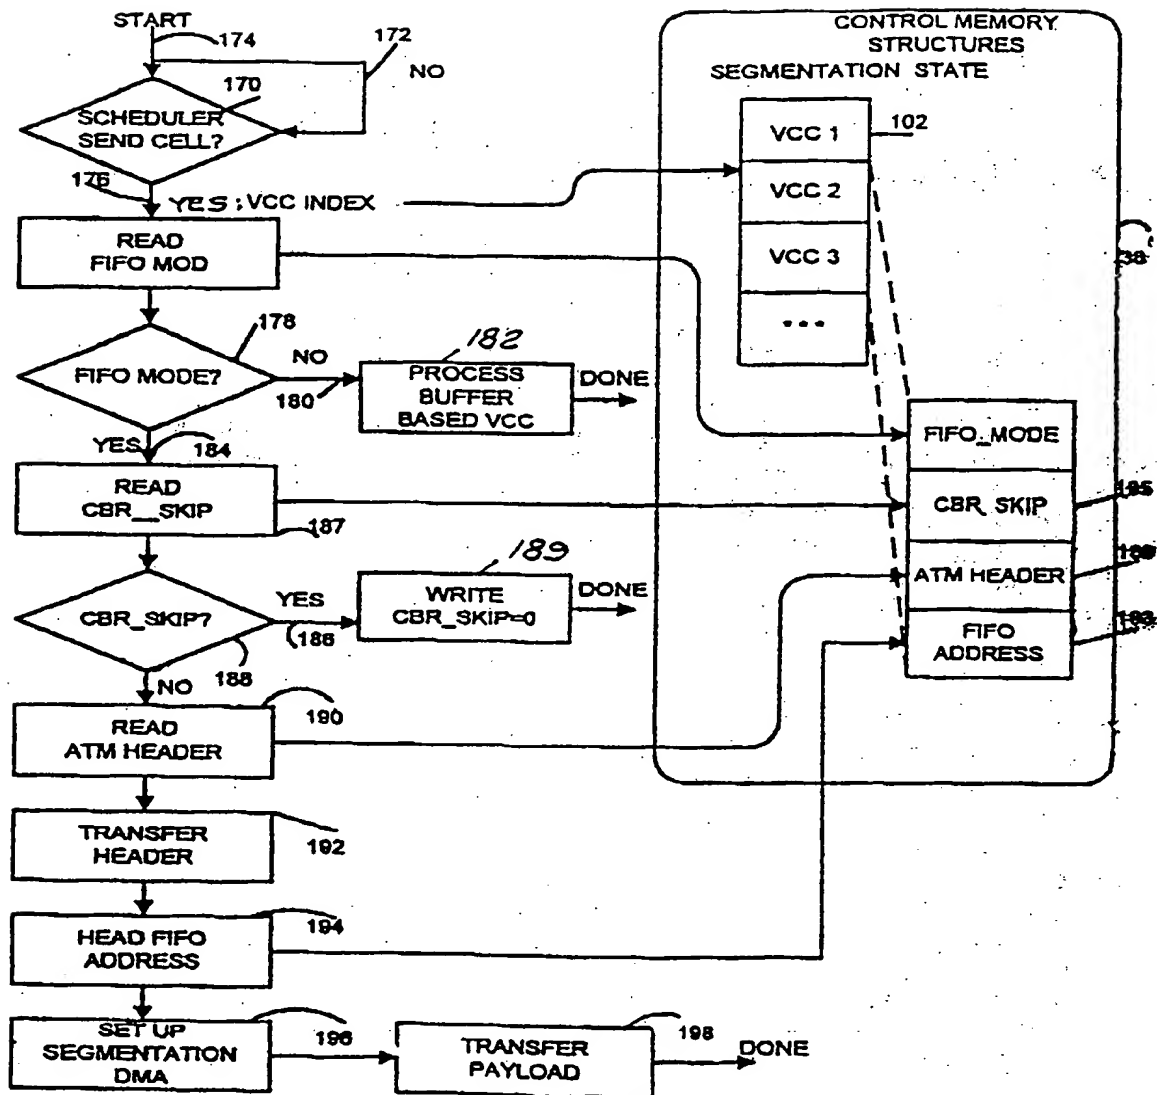 START
174
172
NO
170
SCHEDULER
SEND CELL?
176
YES : VCC INDEX
READ
FIFO MOD
178
FIFO MODE?
NO
180
182
PROCESS
BUFFER
BASED VCC
DONE
YES
184
READ
CBR__SKIP
187
CBR_SKIP?
YES
186
189
WRITE
CBR_SKIP=0
DONE
188
NO
READ
ATM HEADER
190
TRANSFER
HEADER
192
HEAD FIFO
ADDRESS
194
SET UP
SEGMENTATION
DMA
196
TRANSFER
PAYLOAD
198
DONE
CONTROL MEMORY
STRUCTURES
SEGMENTATION STATE
VCC 1
102
VCC 2
VCC 3
...
38
FIFO_MODE
CBR_SKIP
ATM HEADER
FIFO
ADDRESS